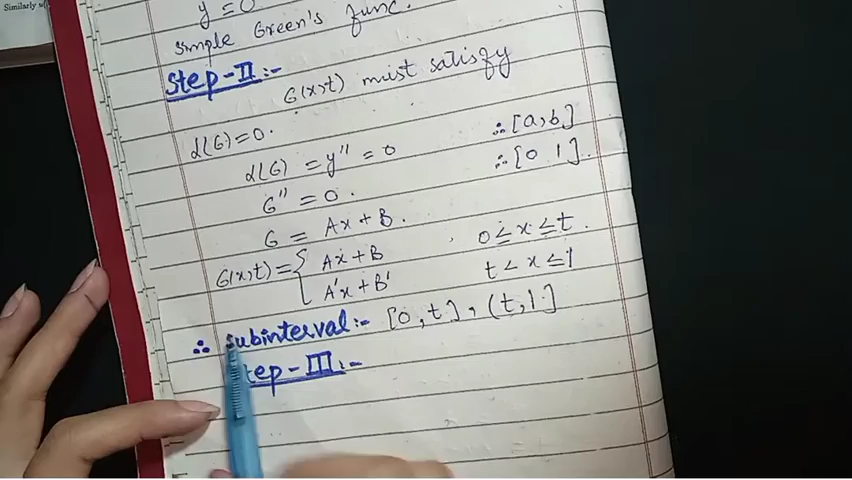 Similarly
y = 0
simple Green's func.
Step-II:-
G(x,t) must satisfy
L(G)=0.
∴[a,b]
L(G) = y'' = 0
∴[0 1].
G'' = 0.
G = Ax + B.
G(x,t) = { Ax + B , 0 ≤ x ≤ t.
A'x + B' t < x ≤ 1
∴ subinterval:- [0,t], (t,1]
tep-III:-